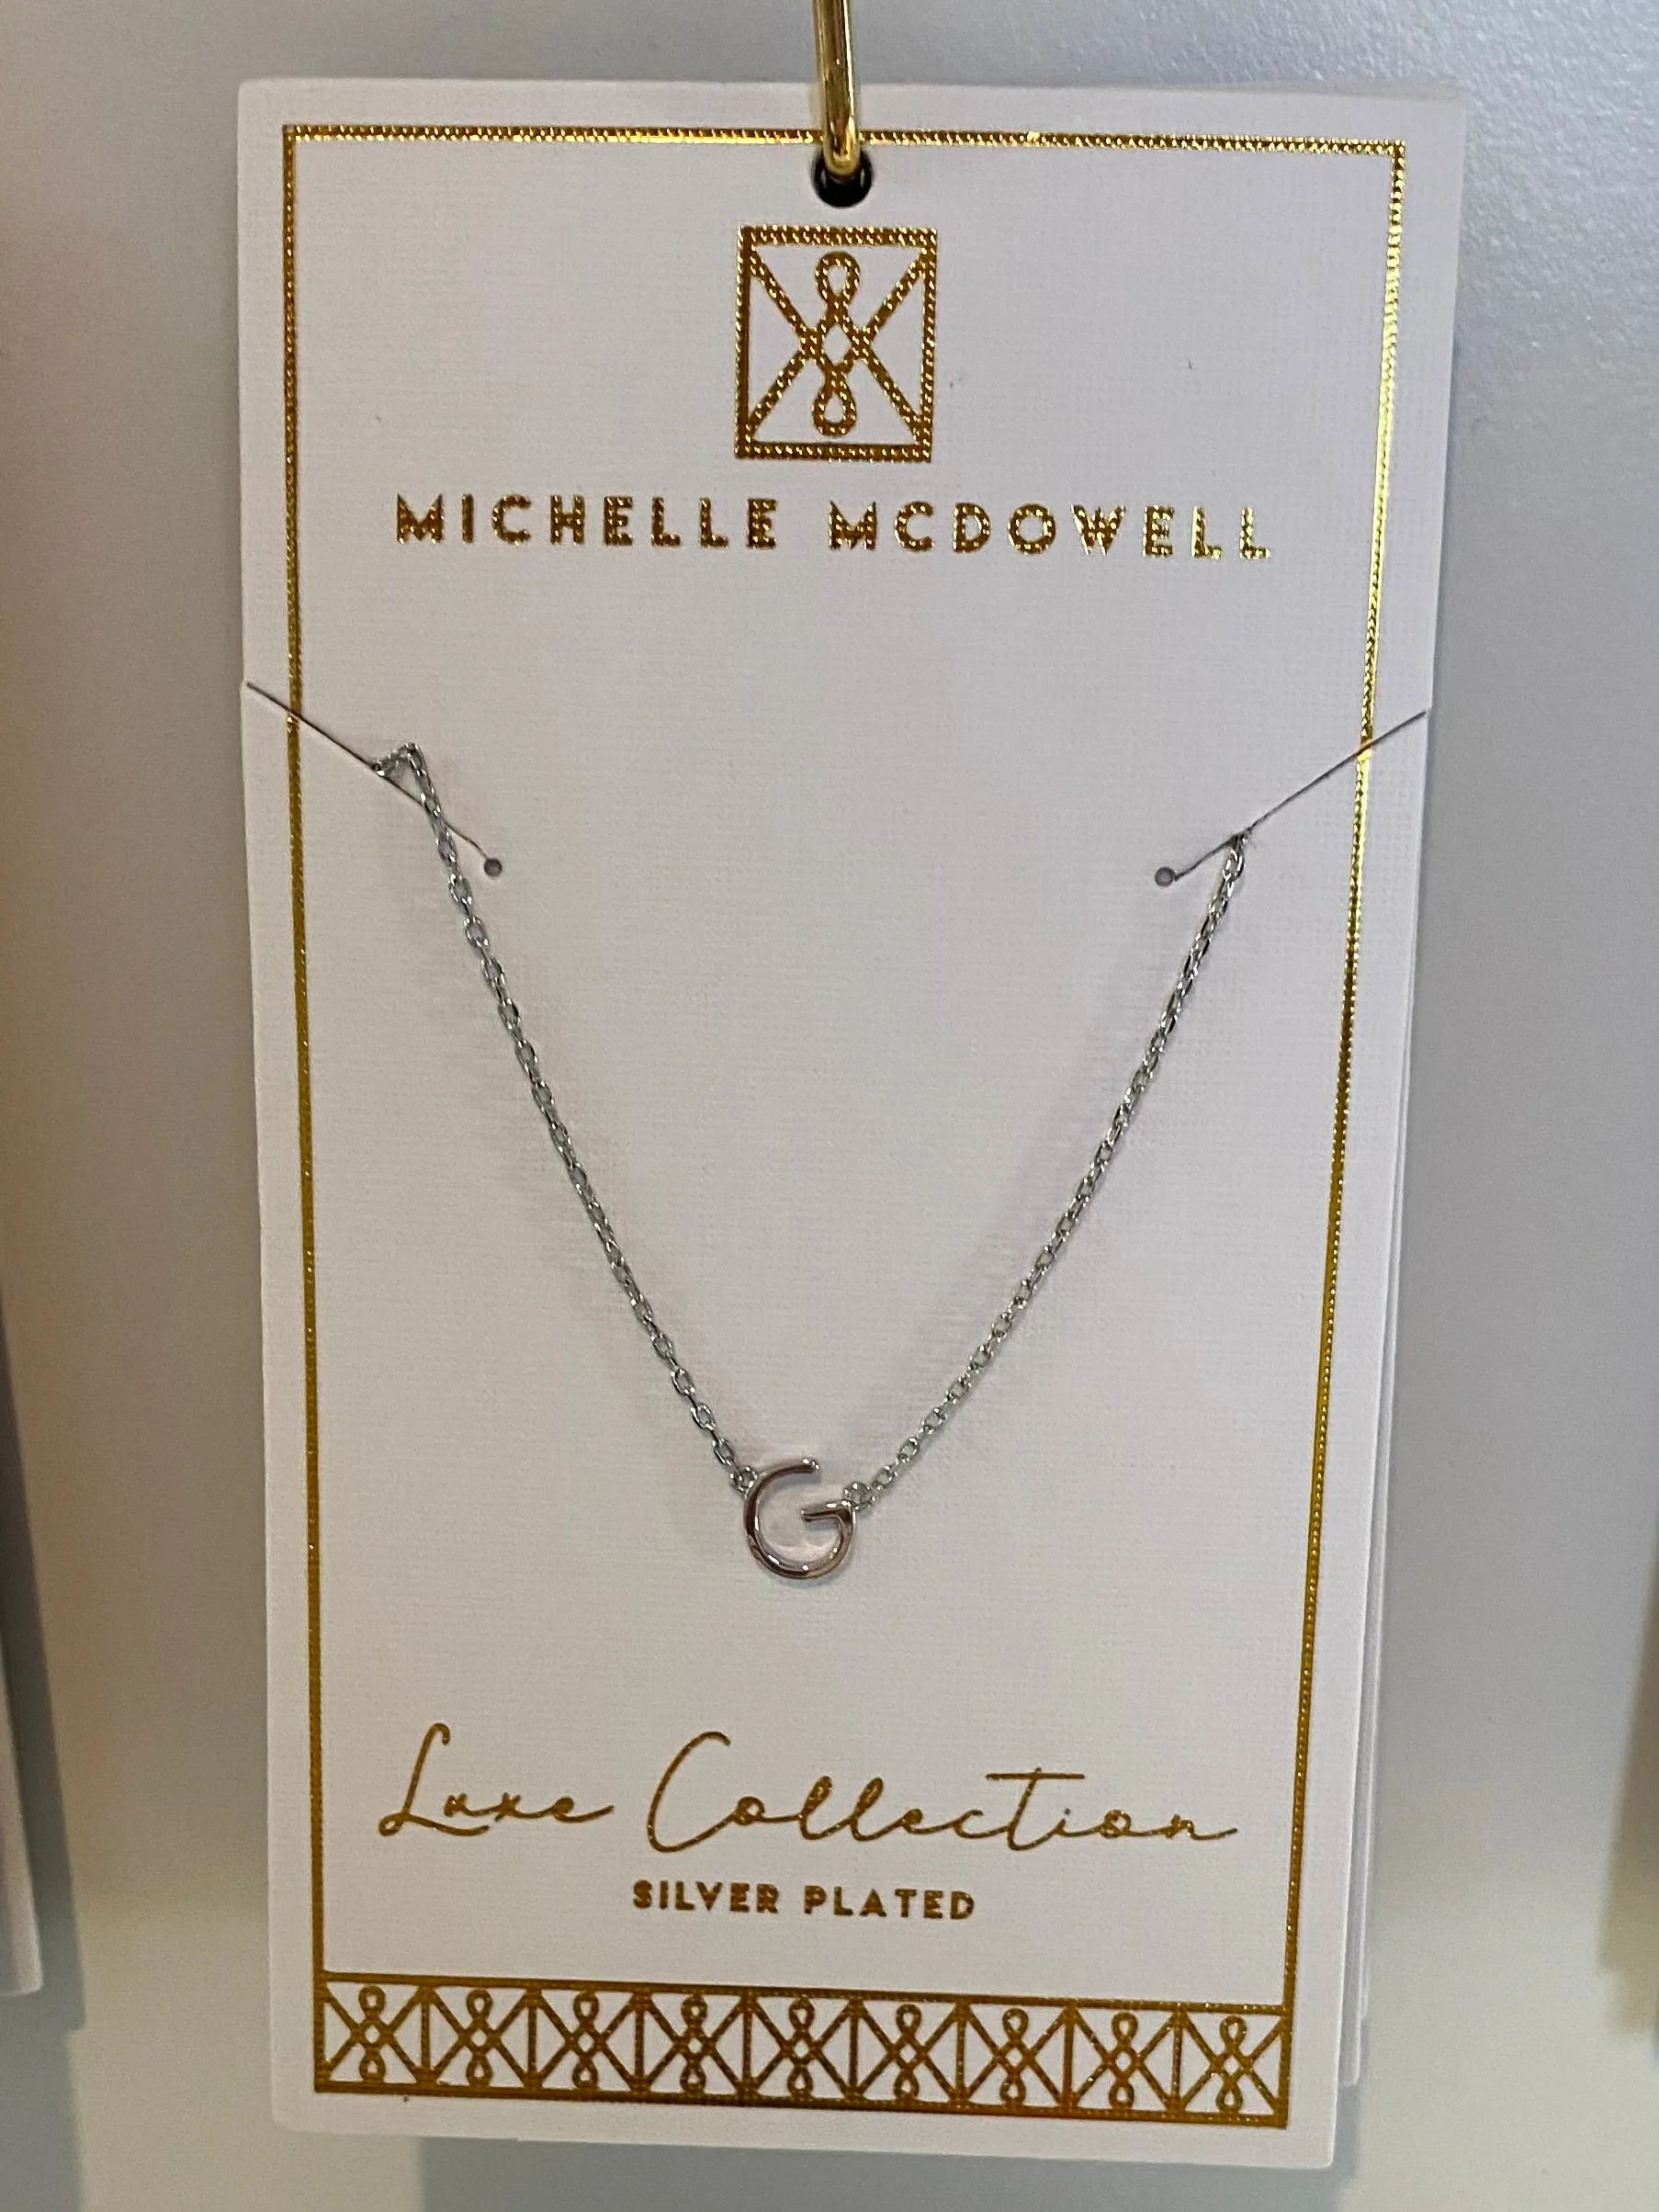 MICHELLE MCDOWELL
G
Luxe Collection
SILVER PLATED